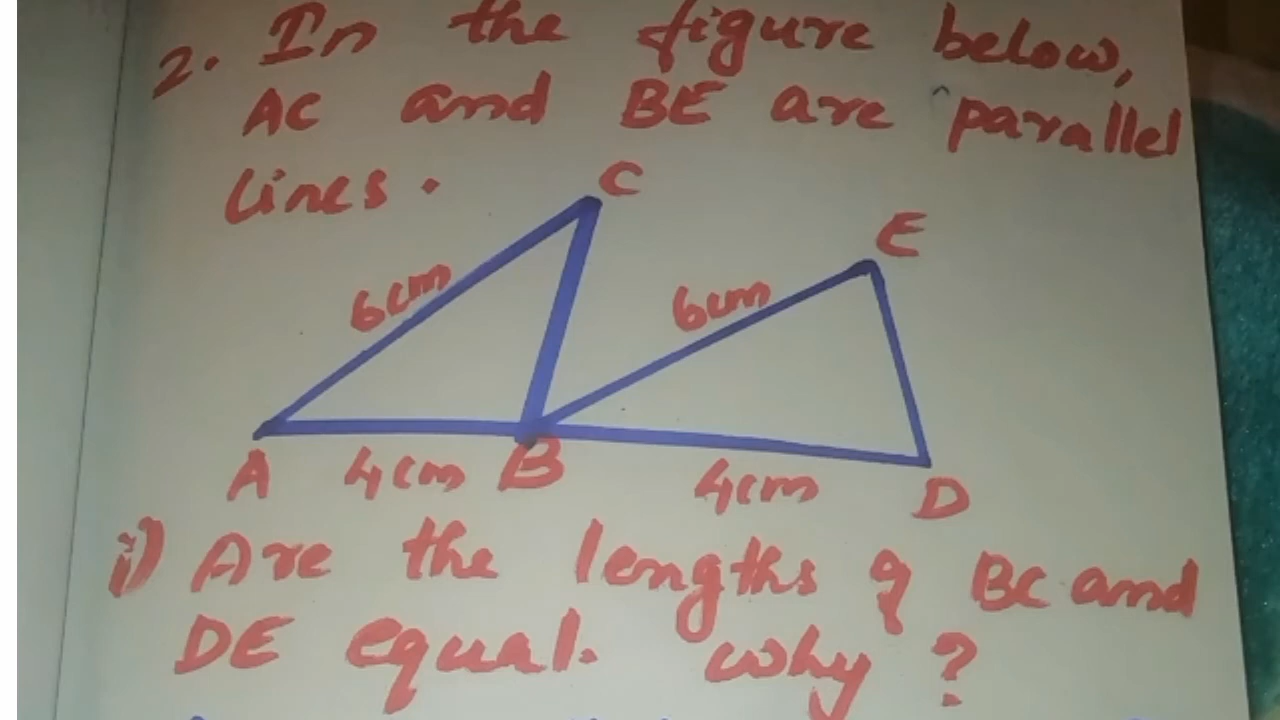 2. In the figure below,
AC and BE are parallel
lines.
C
E
6cm
6cm
A 4cm B 4cm D
i) Are the lengths of BC and
DE equal. why ?